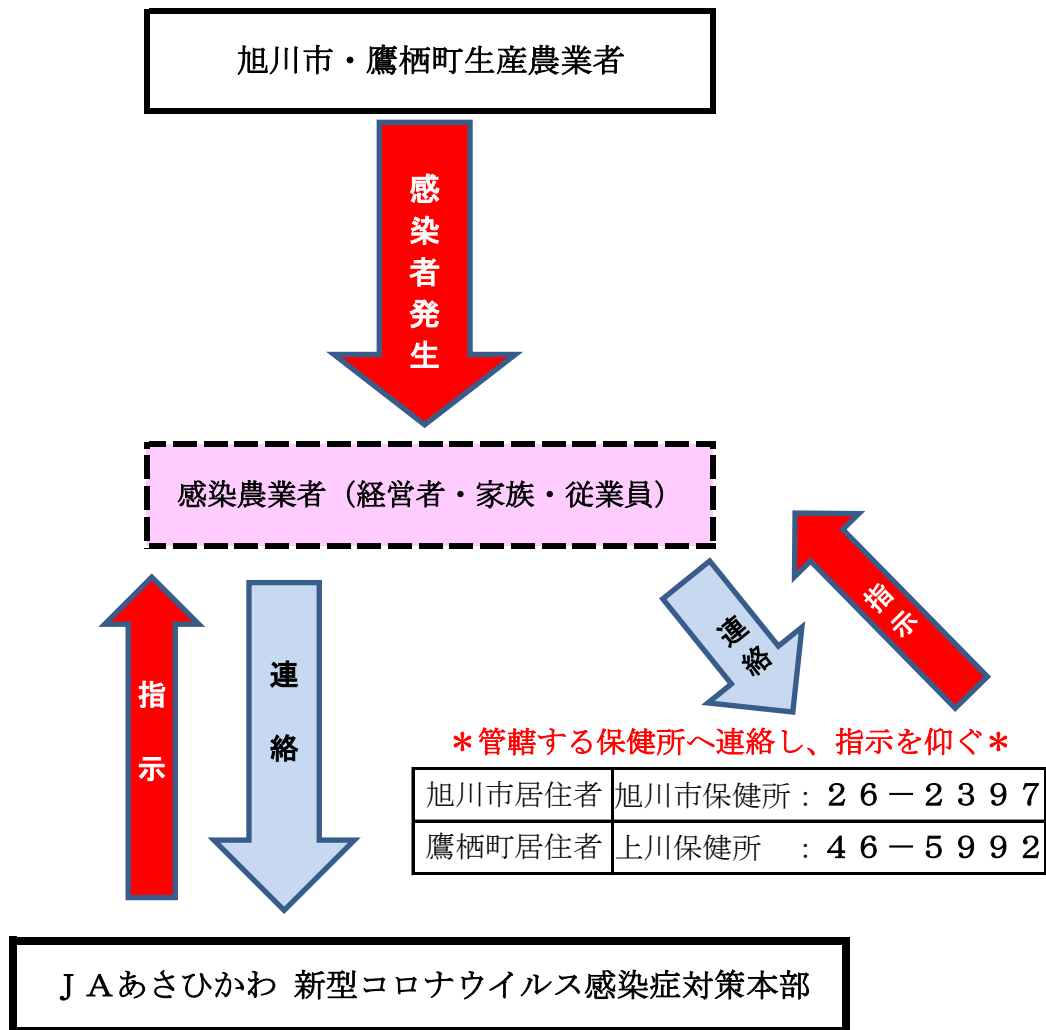 旭川市・鷹栖町生産農業者
感染者発生
感染農業者（経営者・家族・従業員）
指示
連絡
連絡
指示
＊管轄する保健所へ連絡し、指示を仰ぐ＊
旭川市居住者 旭川市保健所：２６－２３９７
鷹栖町居住者 上川保健所　：４６－５９９２
ＪＡあさひかわ 新型コロナウイルス感染症対策本部